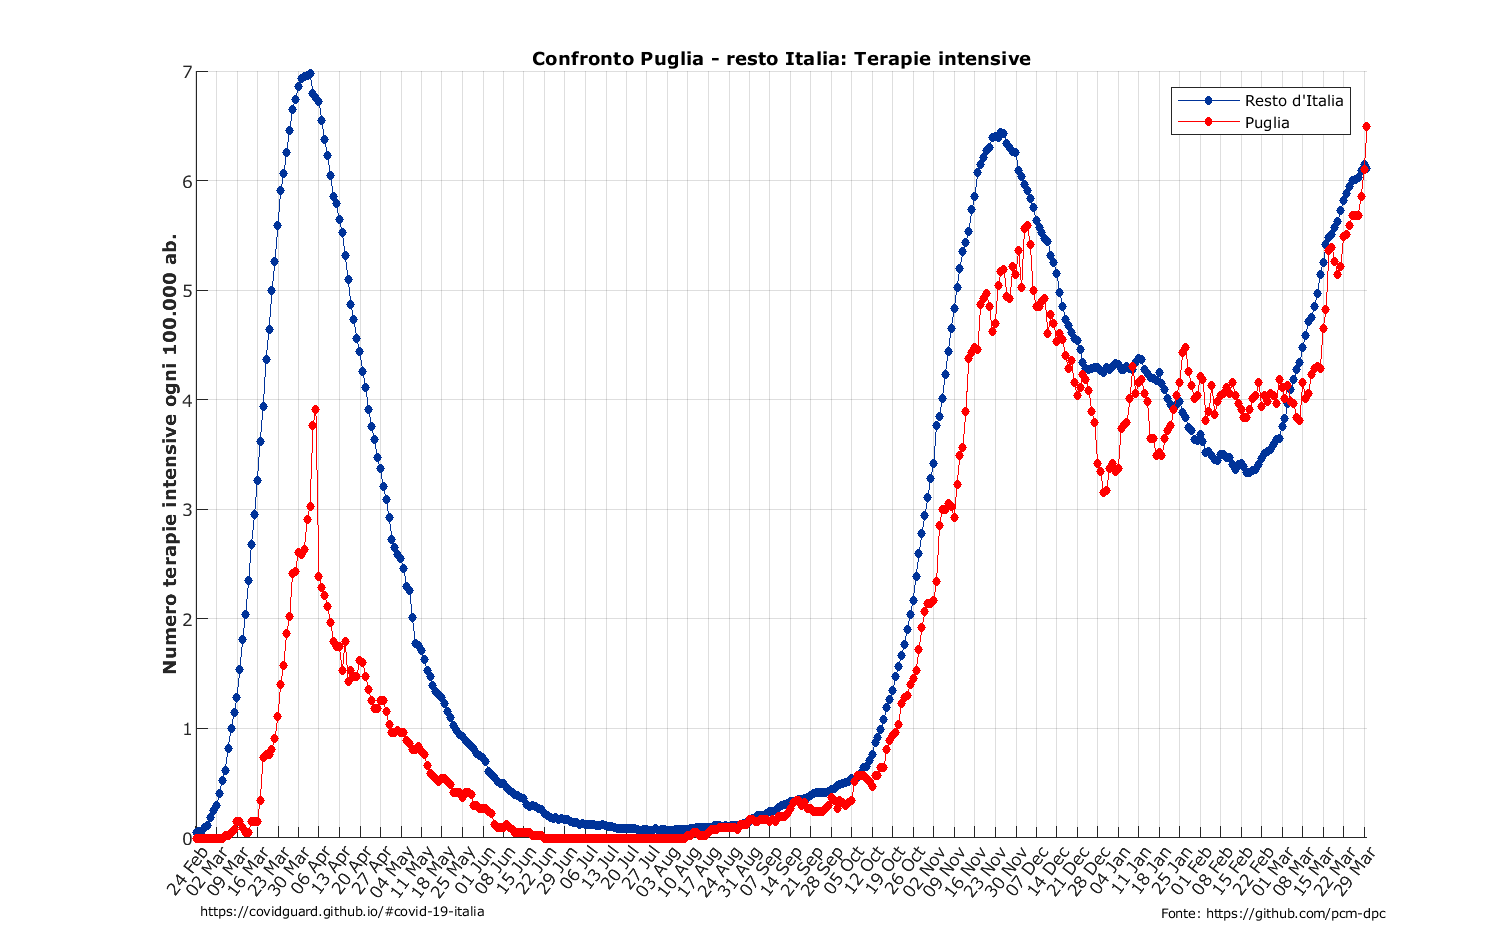 Confronto Puglia - resto Italia: Terapie intensive
Resto d'Italia
Puglia
Numero terapie intensive ogni 100.000 ab.
7
6
5
4
3
2
1
0
24 Feb
02 Mar
09 Mar
16 Mar
23 Mar
30 Mar
06 Apr
13 Apr
20 Apr
27 Apr
04 May
11 May
18 May
25 May
01 Jun
08 Jun
15 Jun
22 Jun
29 Jun
06 Jul
13 Jul
20 Jul
27 Jul
03 Aug
10 Aug
17 Aug
24 Aug
31 Aug
07 Sep
14 Sep
21 Sep
28 Sep
05 Oct
12 Oct
19 Oct
26 Oct
02 Nov
09 Nov
16 Nov
23 Nov
30 Nov
07 Dec
14 Dec
21 Dec
28 Dec
04 Jan
11 Jan
18 Jan
25 Jan
01 Feb
08 Feb
15 Feb
22 Feb
01 Mar
08 Mar
15 Mar
22 Mar
29 Mar
https://covidguard.github.io/#covid-19-italia
Fonte: https://github.com/pcm-dpc